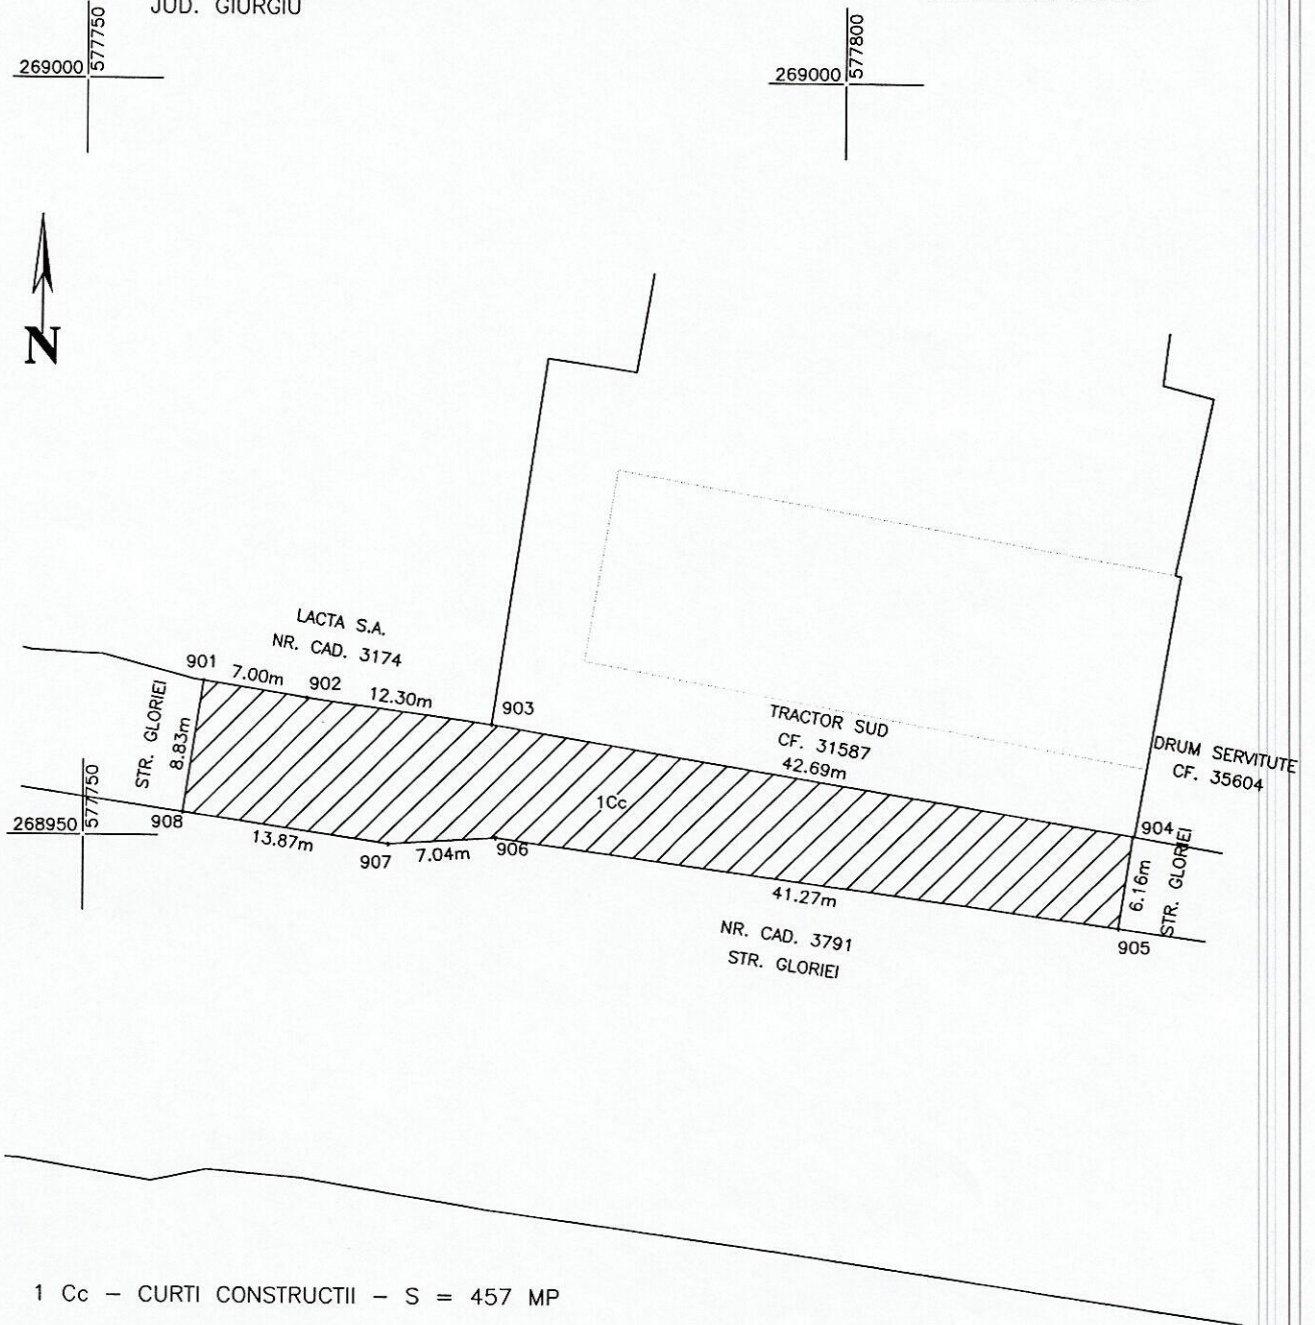 JUD. GIURGIU
577750
269000
577800
269000
N
LACTA S.A.
NR. CAD. 3174
901
7.00m
902
12.30m
903
STR. GLORIEI
8.83m
TRACTOR SUD
CF. 31587
42.69m
DRUM SERVITUTE
CF. 35604
577750
268950
908
13.87m
907
7.04m
906
1Cc
41.27m
904
6.16m
STR. GLORIEI
905
NR. CAD. 3791
STR. GLORIEI
1 Cc – CURTI CONSTRUCTII – S = 457 MP